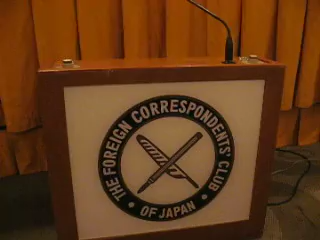 THE FOREIGN CORRESPONDENTS' CLUB
• OF JAPAN •